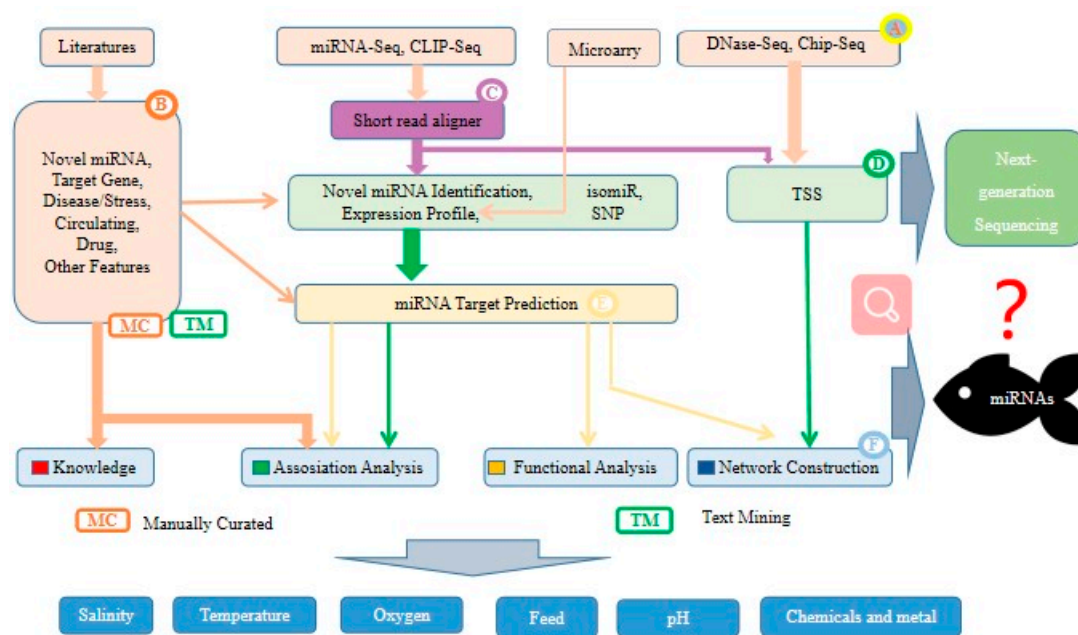 Literatures
miRNA-Seq, CLIP-Seq
Microarry
DNase-Seq, Chip-Seq
A
B
C
Short read aligner
Novel miRNA,
Target Gene,
Disease/Stress,
Circulating,
Drug,
Other Features
MC
TM
Novel miRNA Identification,
Expression Profile,
isomiR,
SNP
D
TSS
Next-
generation
Sequencing
miRNA Target Prediction
E
?
miRNAs
Knowledge
Assosiation Analysis
Functional Analysis
F
Network Construction
MC
Manually Curated
TM
Text Mining
Salinity
Temperature
Oxygen
Feed
pH
Chemicals and metal